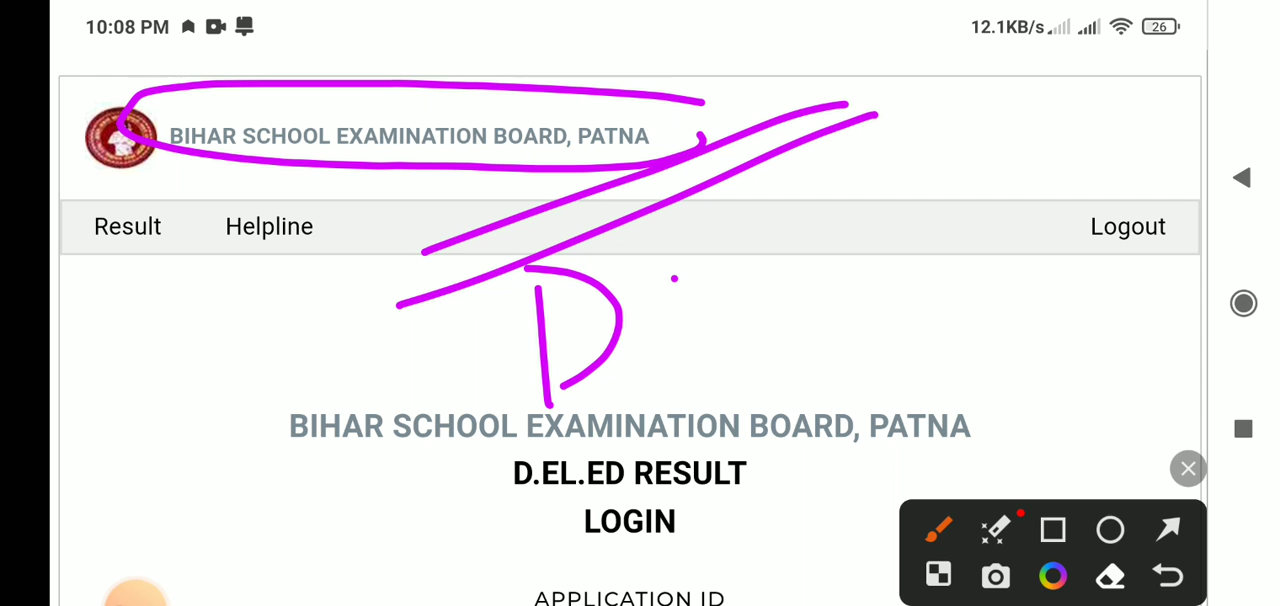 10:08 PM 12.1KB/s 26
BIHAR SCHOOL EXAMINATION BOARD, PATNA
Result Helpline Logout
D
BIHAR SCHOOL EXAMINATION BOARD, PATNA
D.EL.ED RESULT
LOGIN
APPLICATION ID